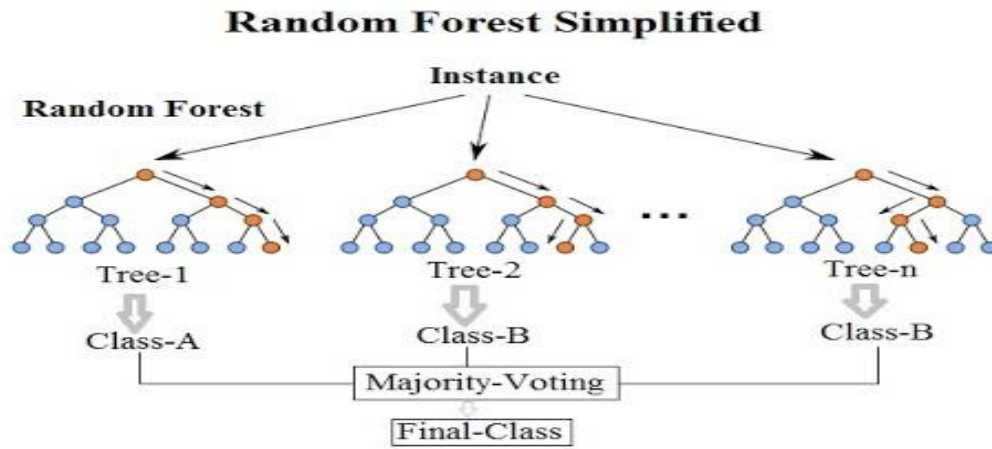 Random Forest Simplified
Instance
Random Forest
...
Tree-1
Tree-2
Tree-n
Class-A
Class-B
Class-B
Majority-Voting
Final-Class